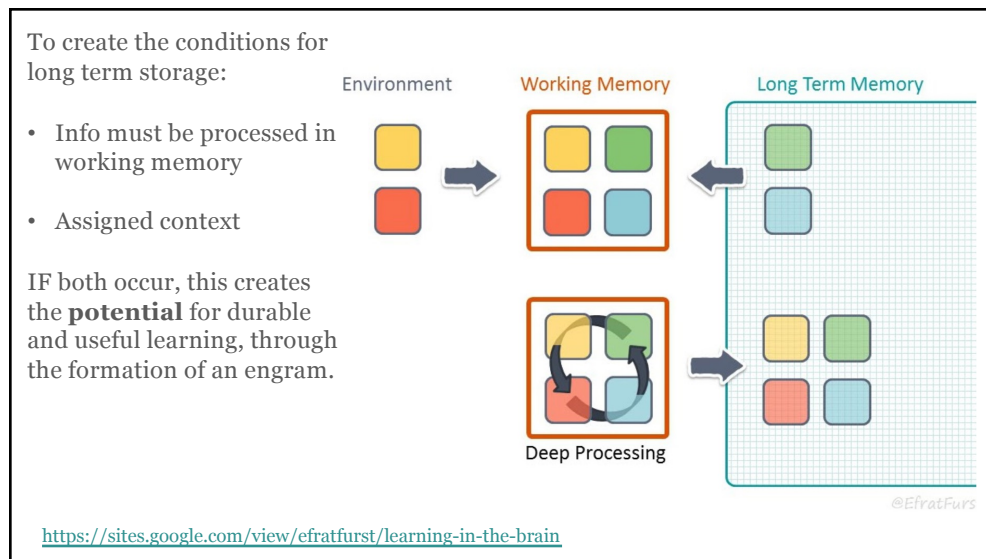 To create the conditions for
long term storage:
• Info must be processed in
working memory
• Assigned context
IF both occur, this creates
the potential for durable
and useful learning, through
the formation of an engram.
Environment
Working Memory
Long Term Memory
Deep Processing
@EfratFurs
https://sites.google.com/view/efratfurst/learning-in-the-brain